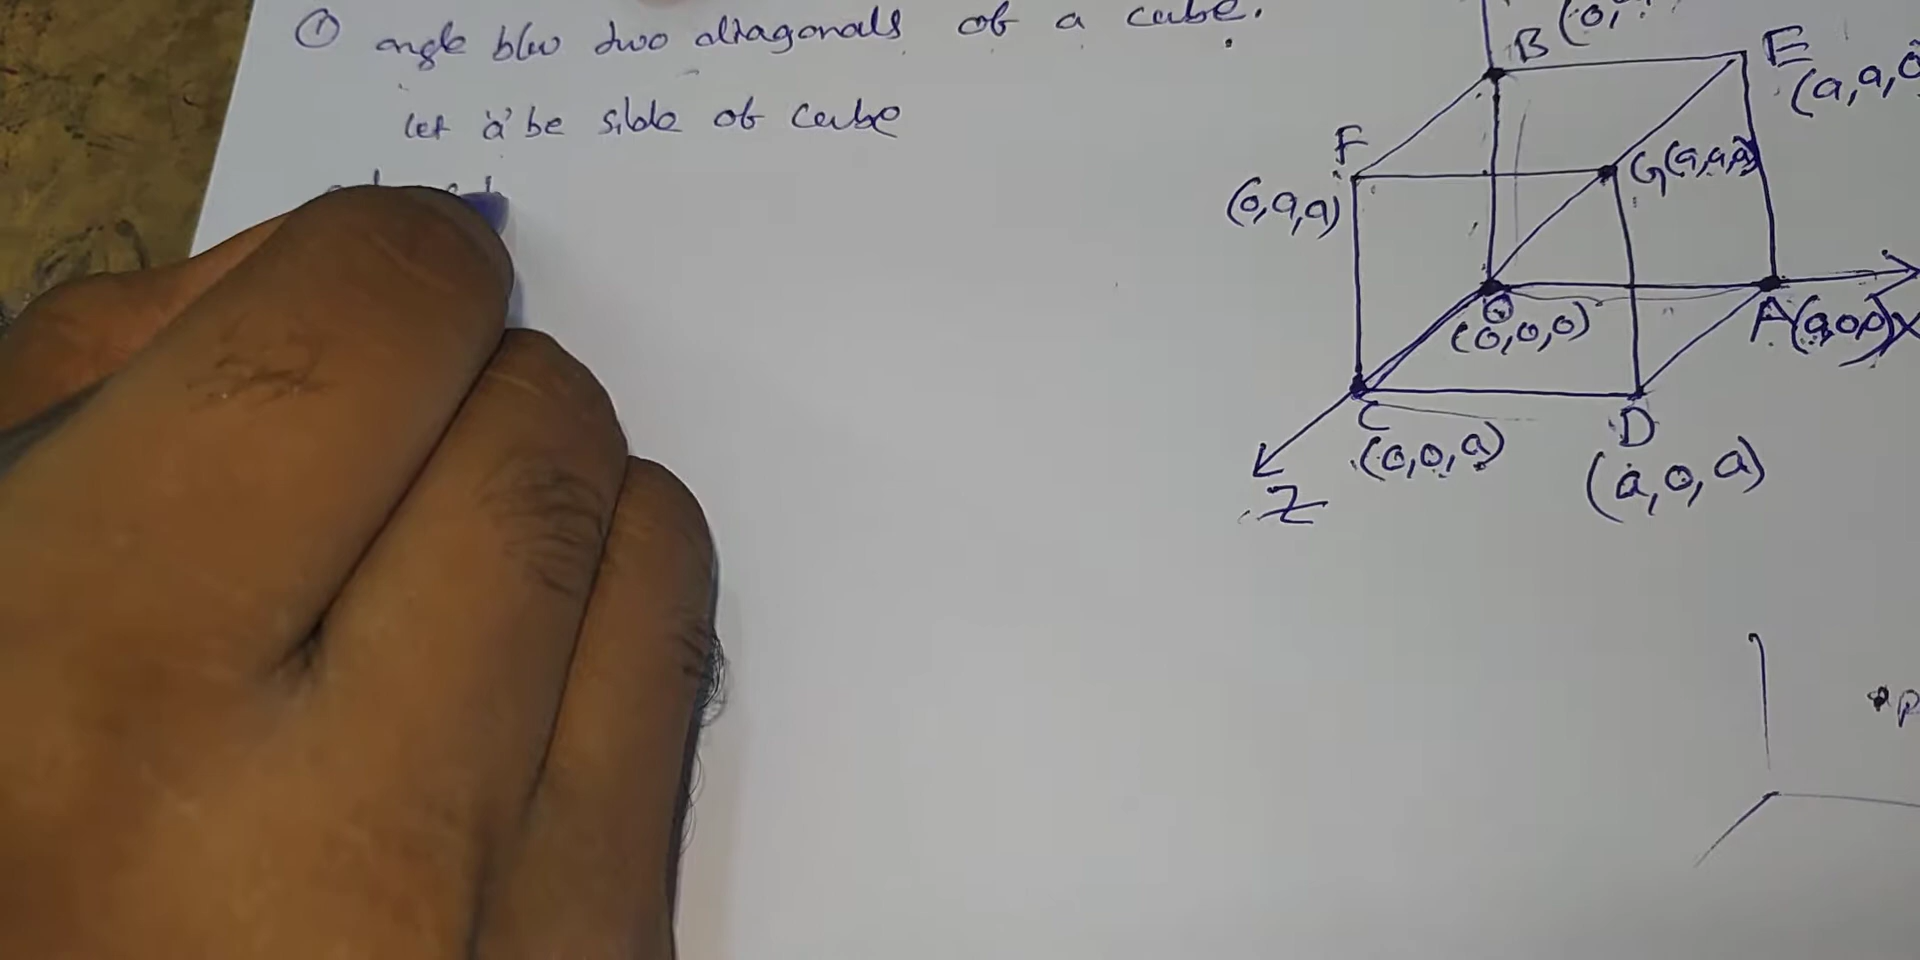 ① angle b/w two diagonals of a cube.
let 'a' be side of cube
B (0,
E
(a,a,0
F
G(a,a,a)
(0,a,a)
O
(0,0,0)
A(a,0,0) X
C
(0,0,a)
D
(a,0,a)
Z
P